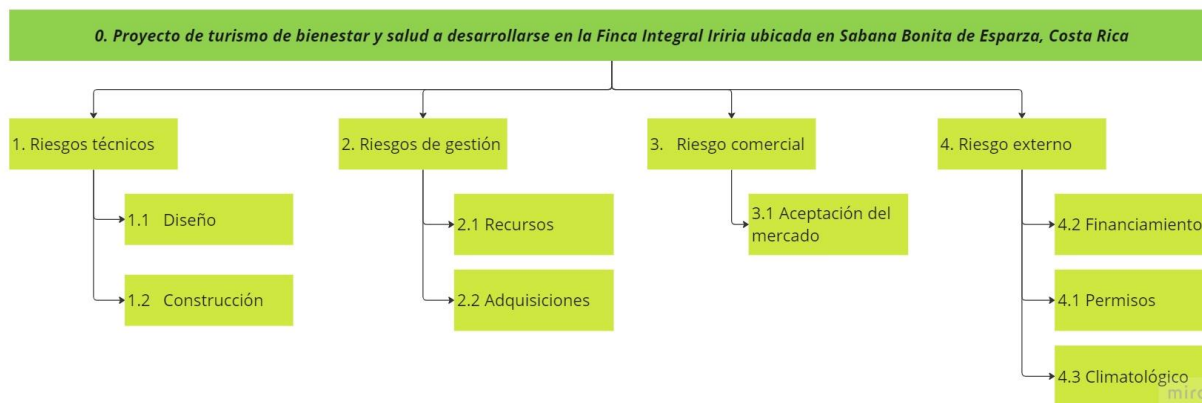 0. Proyecto de turismo de bienestar y salud a desarrollarse en la Finca Integral Iriria ubicada en Sabana Bonita de Esparza, Costa Rica
1. Riesgos técnicos
1.1 Diseño
1.2 Construcción
2. Riesgos de gestión
2.1 Recursos
2.2 Adquisiciones
3. Riesgo comercial
3.1 Aceptación del
mercado
4. Riesgo externo
4.2 Financiamiento
4.1 Permisos
4.3 Climatológico